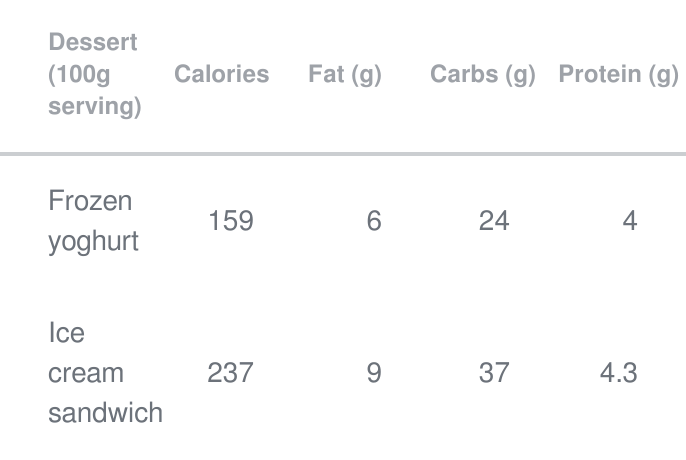 Dessert
(100g
serving) Calories Fat (g) Carbs (g) Protein (g)
Frozen
yoghurt 159 6 24 4
Ice
cream 237 9 37 4.3
sandwich